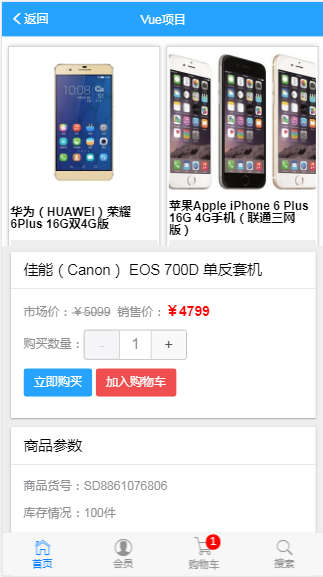 返回
Vue项目
华为（HUAWEI）荣耀
6Plus 16G双4G版
苹果Apple iPhone 6 Plus
16G 4G手机（联通三网
版）
佳能（Canon） EOS 700D 单反套机
市场价：￥5099 销售价：￥4799
购买数量： - 1 +
立即购买 加入购物车
商品参数
商品货号：SD8861076806
库存情况：100件
1
首页 会员 购物车 搜索